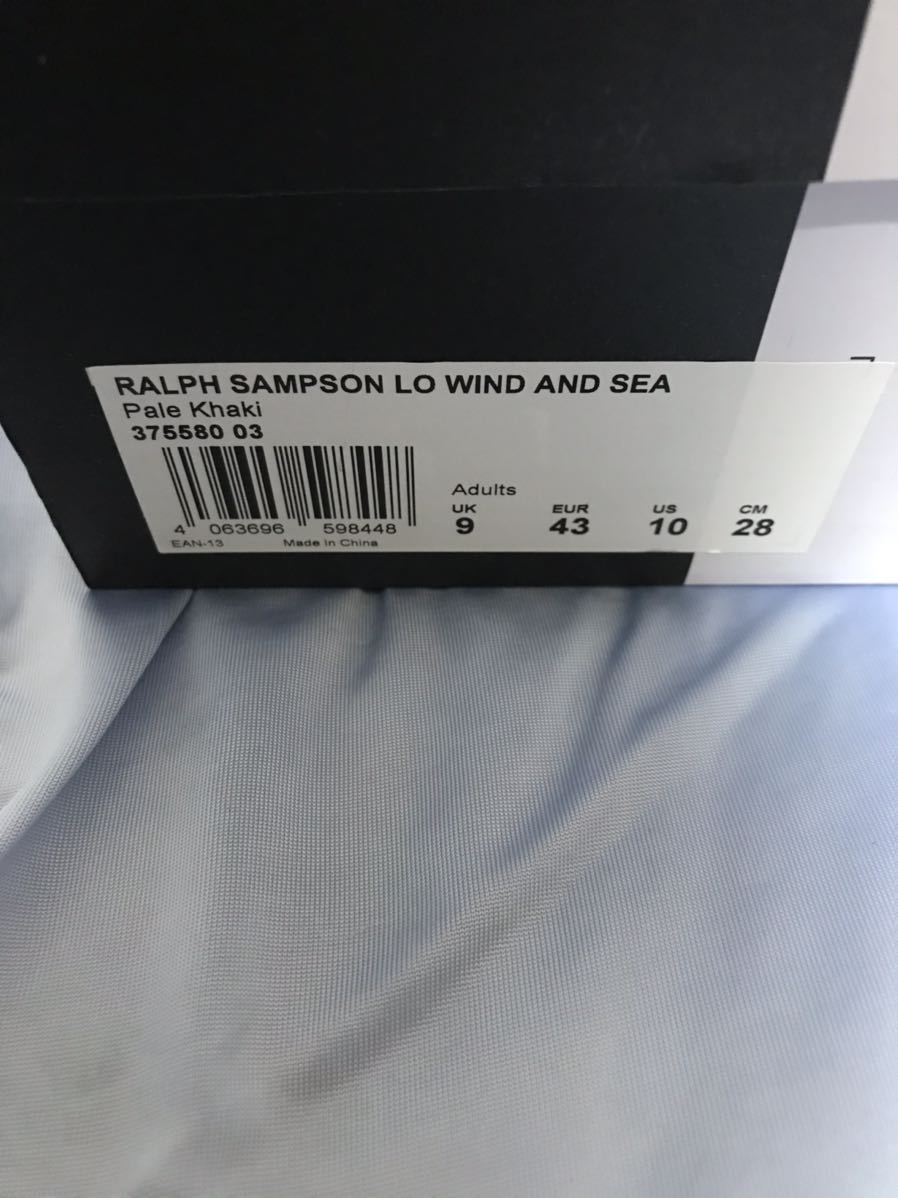 RALPH SAMPSON LO WIND AND SEA
Pale Khaki
375580 03
Adults
UK EUR US CM
9 43 10 28
4 063696 598448
EAN-13 Made in China